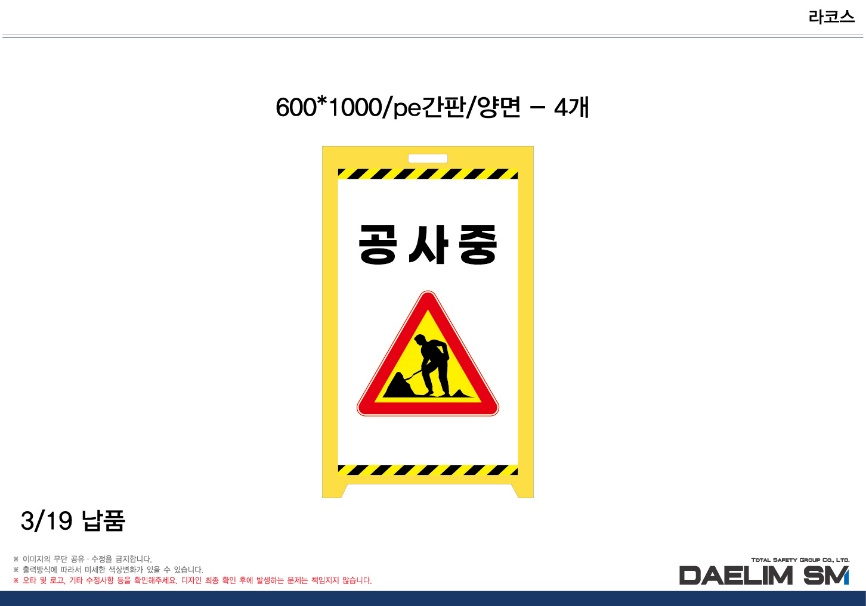 라코스
600*1000/pe간판/양면 - 4개
공사중
3/19 납품
※ 이미지의 무단 공유 · 수정을 금지합니다.
※ 출력방식에 따라서 미세한 색상변화가 있을 수 있습니다.
※ 오타 및 로고, 기타 수정사항 등을 확인해주세요. 디자인 최종 확인 후에 발생하는 문제는 책임지지 않습니다.
TOTAL SAFETY GROUP CO., LTD.
DAELIM SM